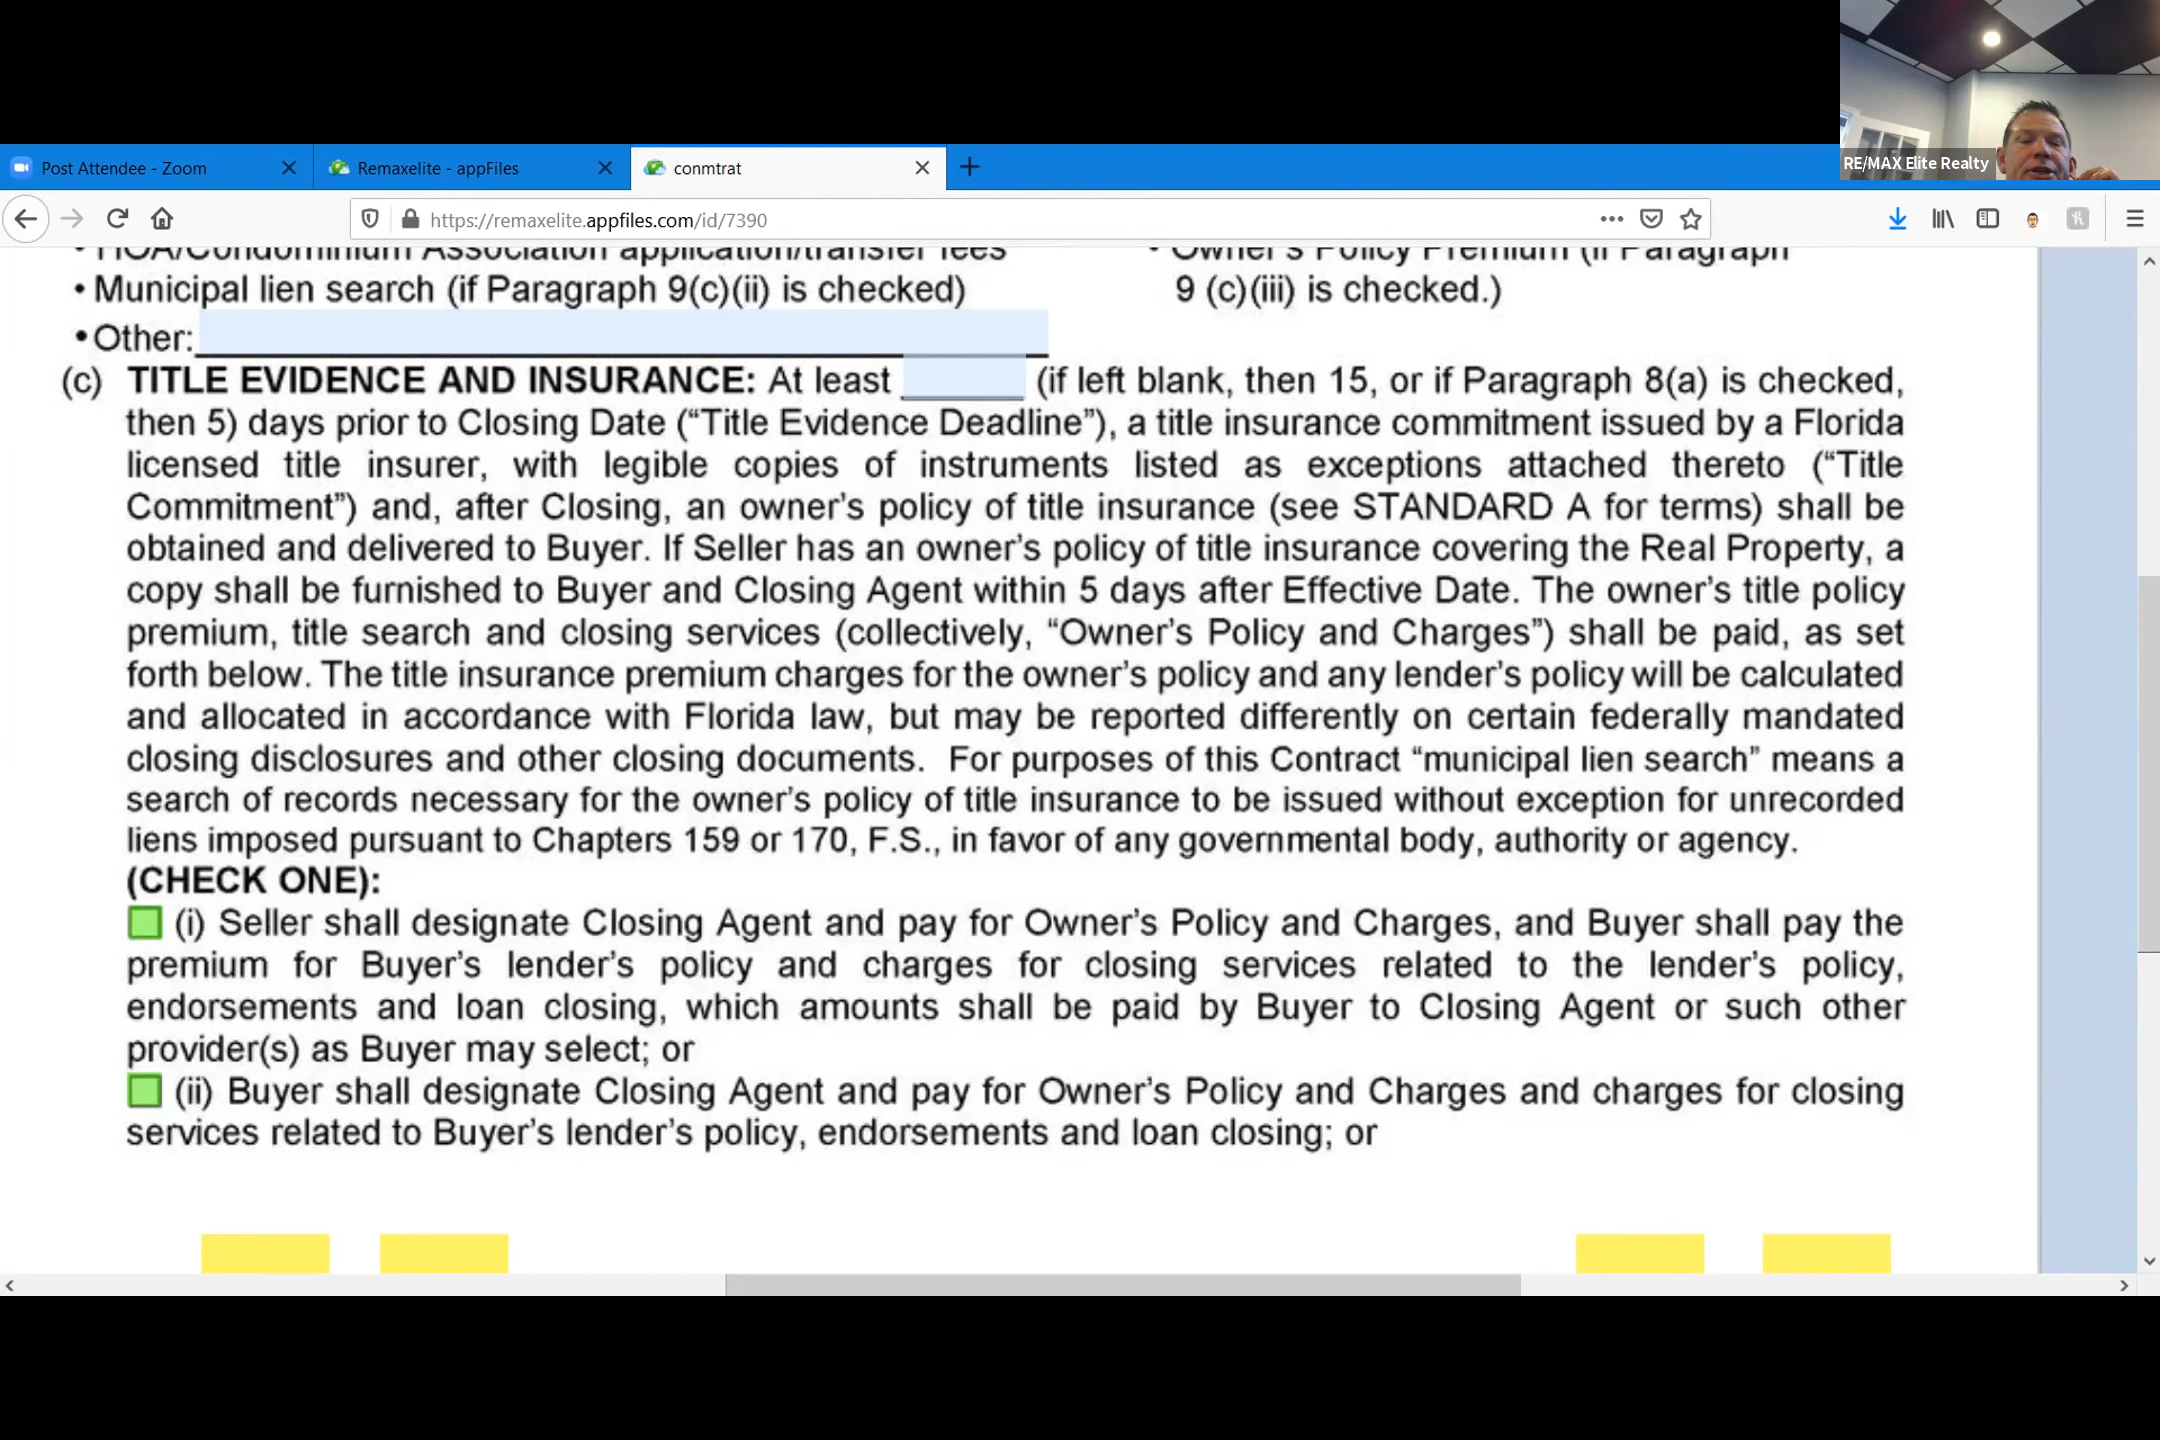 RE/MAX Elite Realty
Post Attendee - Zoom
Remaxelite - appFiles
conmtrat
https://remaxelite.appfiles.com/id/7390
• HOA/Condominium Association application/transfer fees
• Owner's Policy Premium (if Paragraph
• Municipal lien search (if Paragraph 9(c)(ii) is checked)
9 (c)(iii) is checked.)
• Other:
(c) TITLE EVIDENCE AND INSURANCE: At least (if left blank, then 15, or if Paragraph 8(a) is checked,
then 5) days prior to Closing Date (“Title Evidence Deadline”), a title insurance commitment issued by a Florida
licensed title insurer, with legible copies of instruments listed as exceptions attached thereto (“Title
Commitment”) and, after Closing, an owner’s policy of title insurance (see STANDARD A for terms) shall be
obtained and delivered to Buyer. If Seller has an owner’s policy of title insurance covering the Real Property, a
copy shall be furnished to Buyer and Closing Agent within 5 days after Effective Date. The owner’s title policy
premium, title search and closing services (collectively, “Owner’s Policy and Charges”) shall be paid, as set
forth below. The title insurance premium charges for the owner’s policy and any lender’s policy will be calculated
and allocated in accordance with Florida law, but may be reported differently on certain federally mandated
closing disclosures and other closing documents. For purposes of this Contract “municipal lien search” means a
search of records necessary for the owner’s policy of title insurance to be issued without exception for unrecorded
liens imposed pursuant to Chapters 159 or 170, F.S., in favor of any governmental body, authority or agency.
(CHECK ONE):
(i) Seller shall designate Closing Agent and pay for Owner’s Policy and Charges, and Buyer shall pay the
premium for Buyer’s lender’s policy and charges for closing services related to the lender’s policy,
endorsements and loan closing, which amounts shall be paid by Buyer to Closing Agent or such other
provider(s) as Buyer may select; or
(ii) Buyer shall designate Closing Agent and pay for Owner’s Policy and Charges and charges for closing
services related to Buyer’s lender’s policy, endorsements and loan closing; or